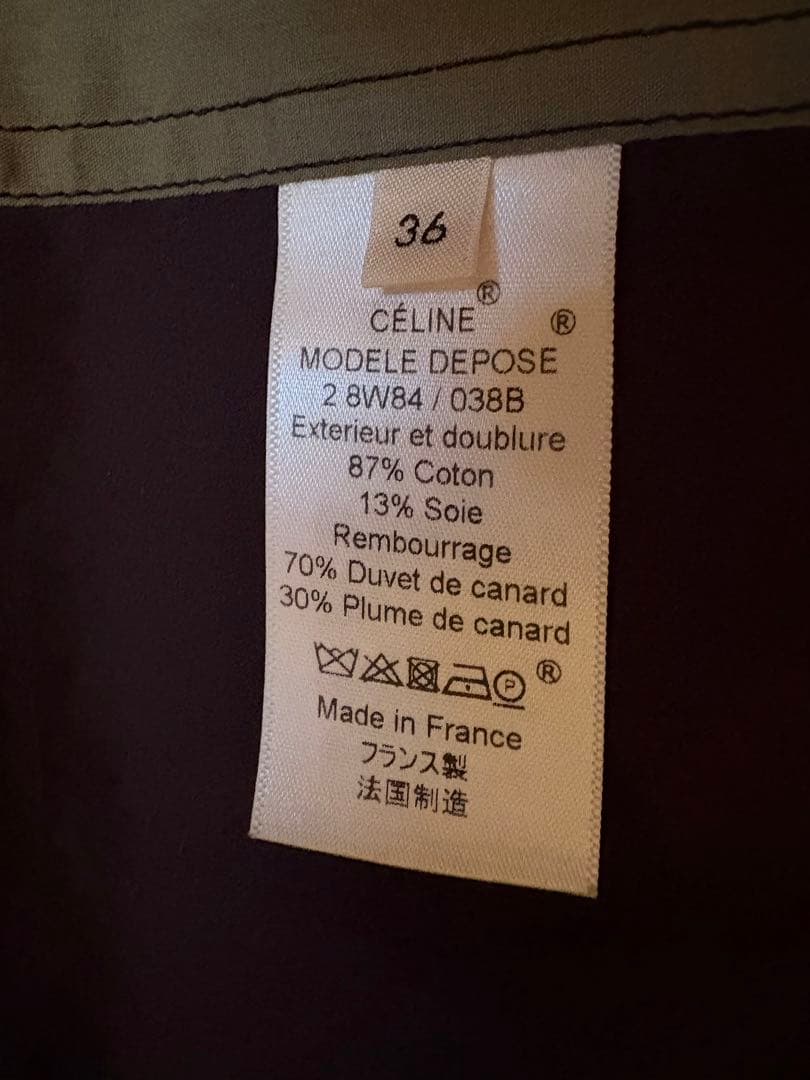 36
CÉLINE® ®
MODELE DEPOSE
2 8W84 / 038B
Exterieur et doublure
87% Coton
13% Soie
Rembourrage
70% Duvet de canard
30% Plume de canard
P ®
Made in France
フランス製
法国制造